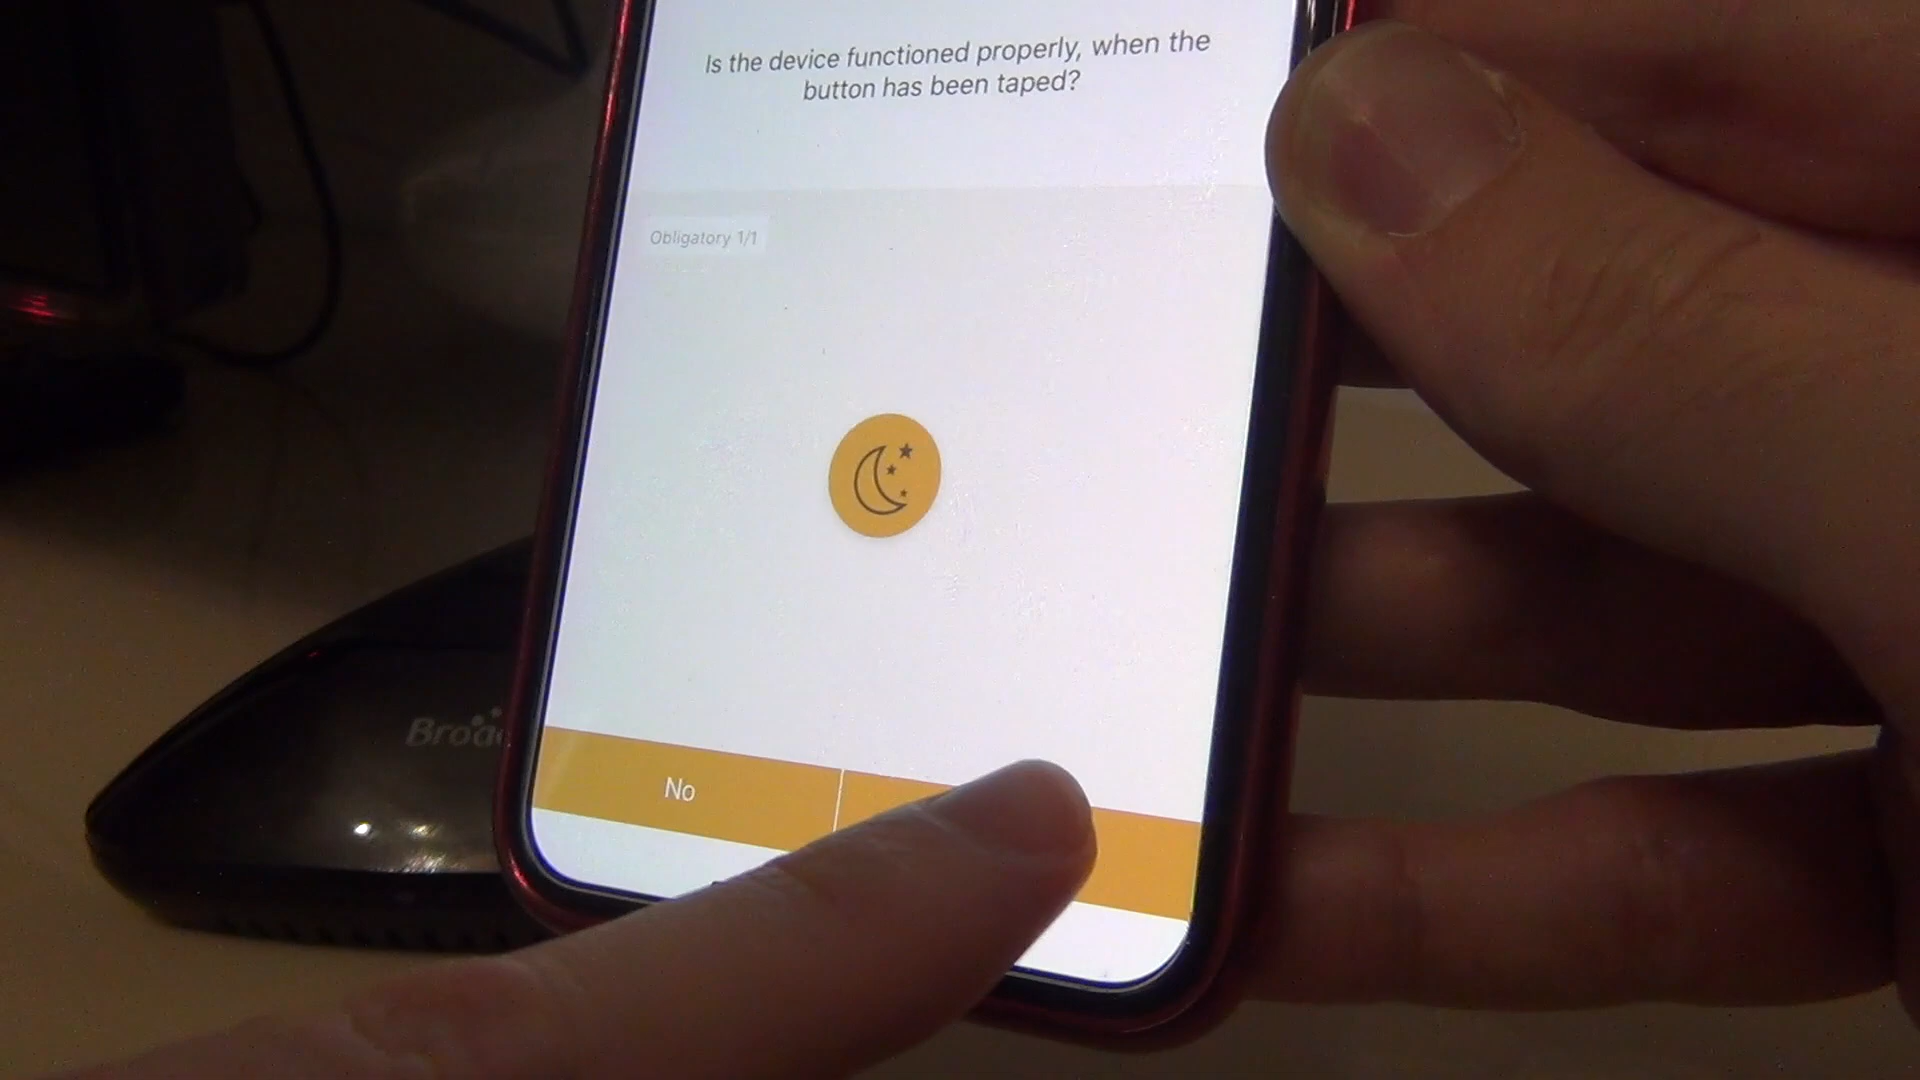 Is the device functioned properly, when the
button has been taped?
Obligatory 1/1
No